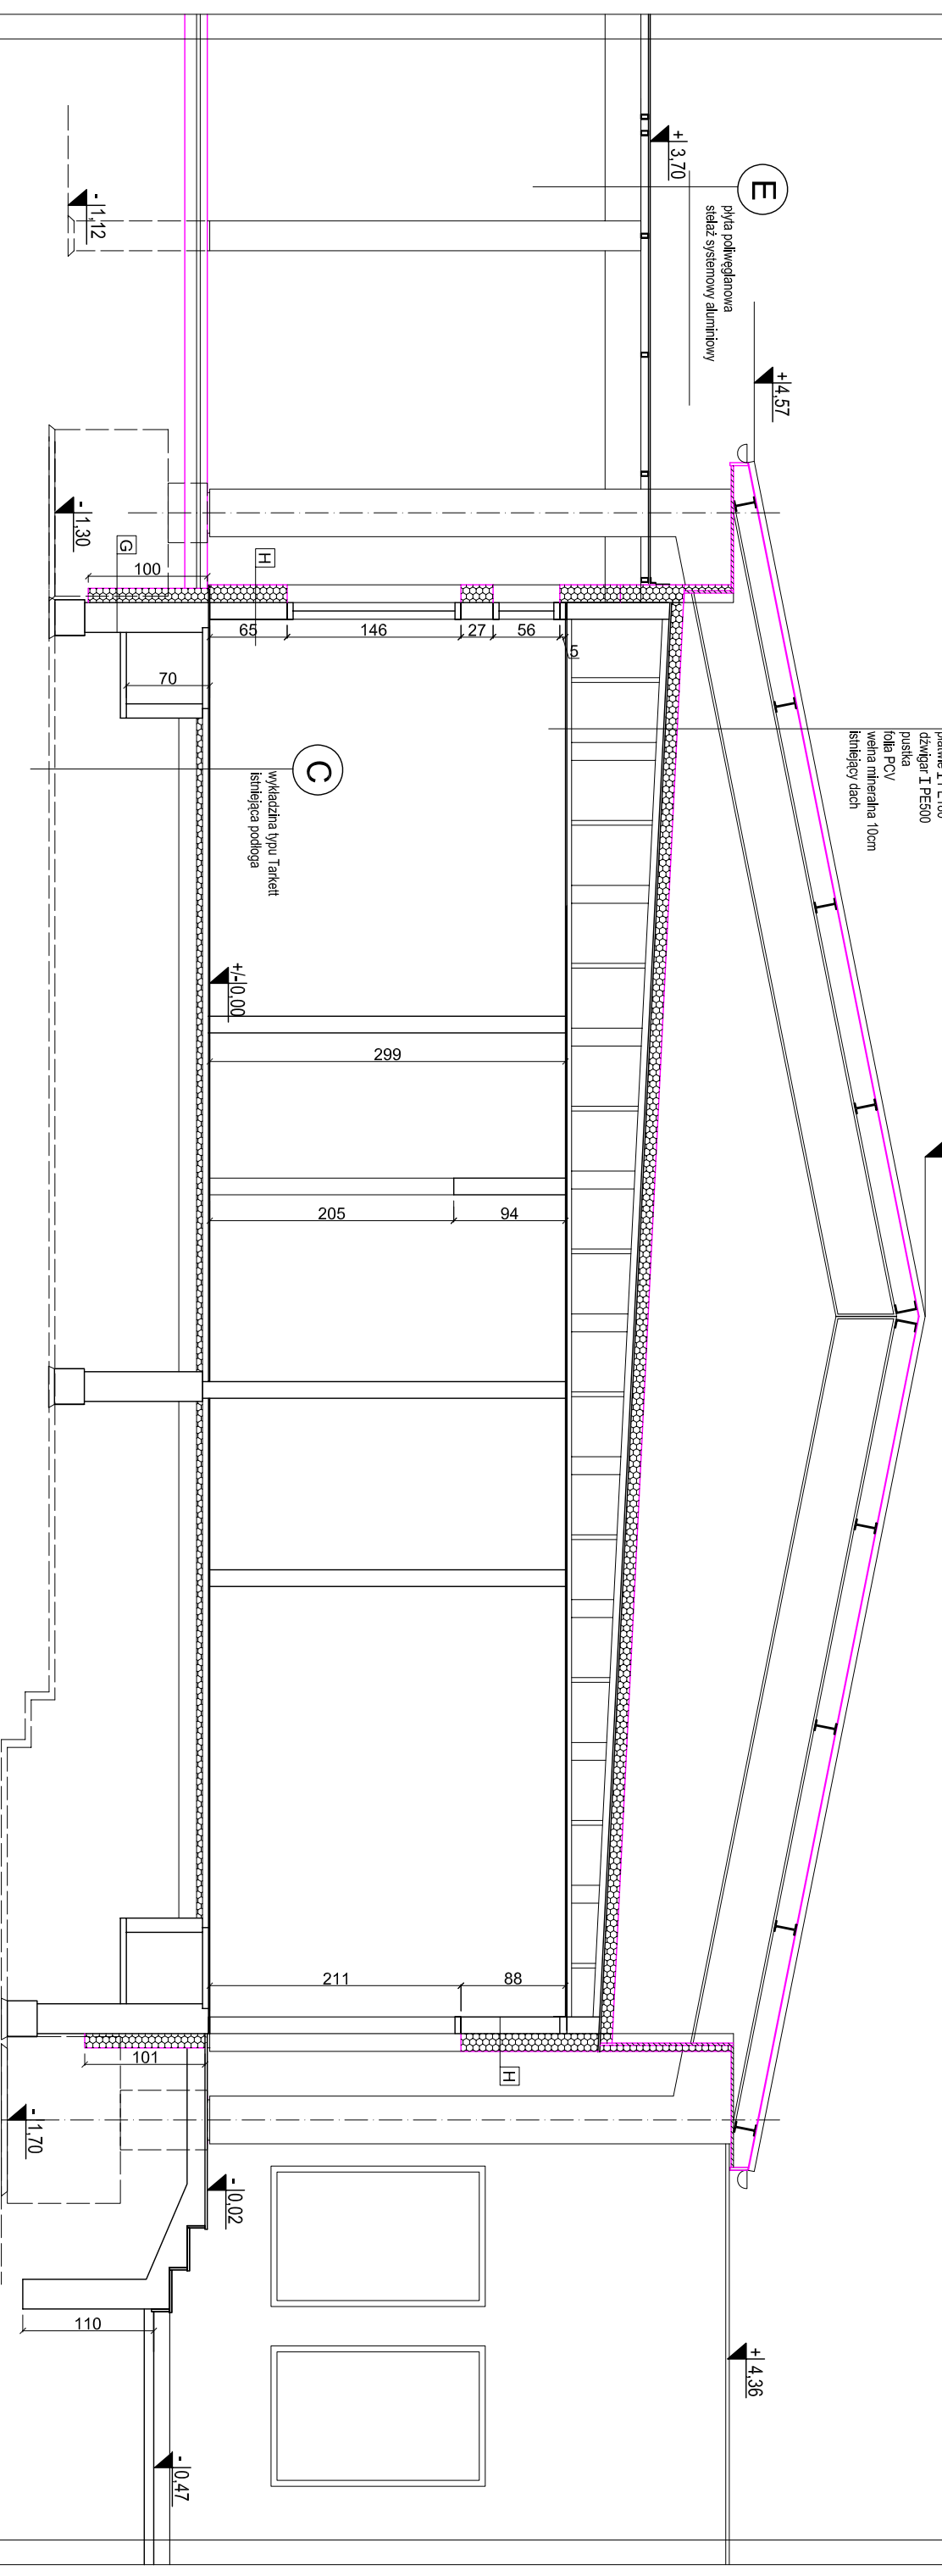 E
płyta poliwęglanowa
stelaż systemowy aluminiowy
+ 3,70
- 1,12
+ 4,57
- 1,30
G
H
100
70
65
146
27
56
5
dźwigar I PE500
pustka
folia PCV
wełna mineralna 10cm
istniejący dach
C
wykładzina typu Tarkett
istniejąca podłoga
+/- 0,00
299
205
94
211
88
H
101
- 1,70
- 0,02
110
+ 4,36
- 0,47